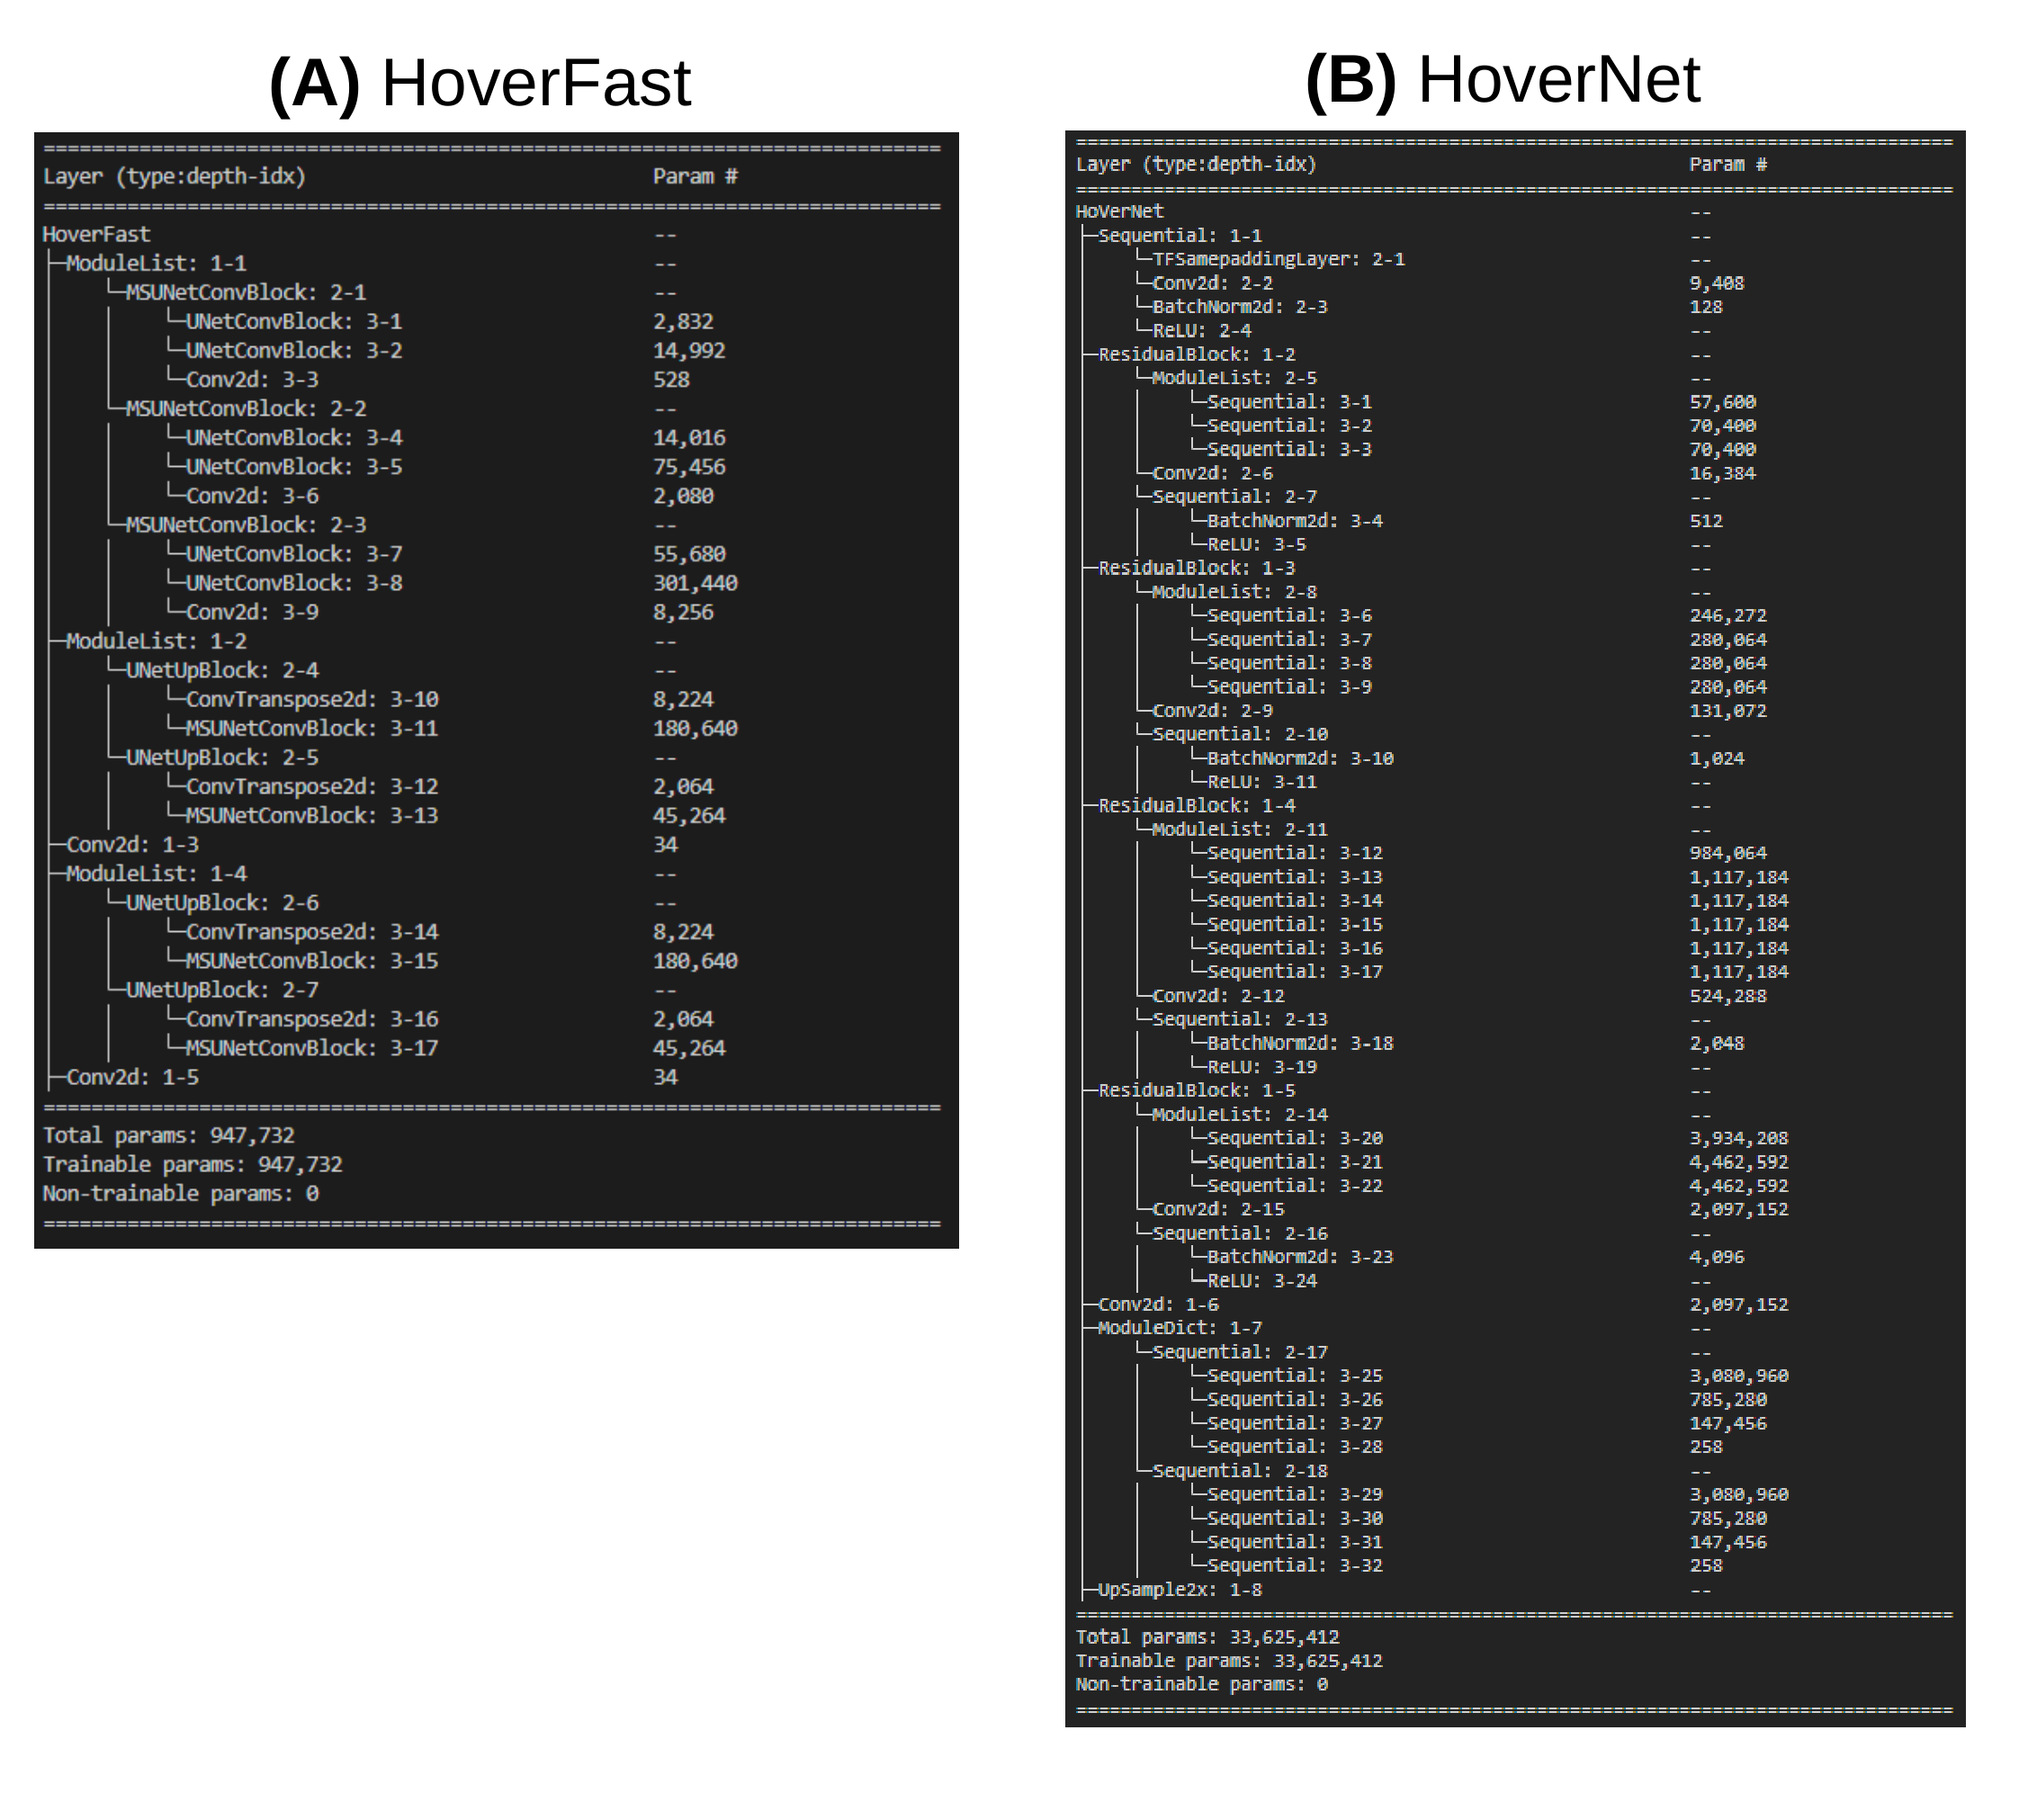 (A) HoverFast
==========================================================================================
Layer (type:depth-idx) Param #
==========================================================================================
HoverFast --
├─ModuleList: 1-1 --
│ └─MSUNetConvBlock: 2-1 --
│ │ └─UNetConvBlock: 3-1 2,832
│ │ └─UNetConvBlock: 3-2 14,992
│ │ └─Conv2d: 3-3 528
│ └─MSUNetConvBlock: 2-2 --
│ │ └─UNetConvBlock: 3-4 14,016
│ │ └─UNetConvBlock: 3-5 75,456
│ │ └─Conv2d: 3-6 2,080
│ └─MSUNetConvBlock: 2-3 --
│ │ └─UNetConvBlock: 3-7 55,680
│ │ └─UNetConvBlock: 3-8 301,440
│ │ └─Conv2d: 3-9 8,256
├─ModuleList: 1-2 --
│ └─UNetUpBlock: 2-4 --
│ │ └─ConvTranspose2d: 3-10 8,224
│ │ └─MSUNetConvBlock: 3-11 180,640
│ └─UNetUpBlock: 2-5 --
│ │ └─ConvTranspose2d: 3-12 2,064
│ │ └─MSUNetConvBlock: 3-13 45,264
├─Conv2d: 1-3 34
├─ModuleList: 1-4 --
│ └─UNetUpBlock: 2-6 --
│ │ └─ConvTranspose2d: 3-14 8,224
│ │ └─MSUNetConvBlock: 3-15 180,640
│ └─UNetUpBlock: 2-7 --
│ │ └─ConvTranspose2d: 3-16 2,064
│ │ └─MSUNetConvBlock: 3-17 45,264
├─Conv2d: 1-5 34
==========================================================================================
Total params: 947,732
Trainable params: 947,732
Non-trainable params: 0
==========================================================================================
(B) HoverNet
==========================================================================================
Layer (type:depth-idx) Param #
==========================================================================================
HoVerNet --
├─Sequential: 1-1 --
│ └─TFSamepaddingLayer: 2-1 --
│ └─Conv2d: 2-2 9,408
│ └─BatchNorm2d: 2-3 128
│ └─ReLU: 2-4 --
├─ResidualBlock: 1-2 --
│ └─ModuleList: 2-5 --
│ │ └─Sequential: 3-1 57,600
│ │ └─Sequential: 3-2 70,400
│ │ └─Sequential: 3-3 70,400
│ └─Conv2d: 2-6 16,384
│ └─Sequential: 2-7 --
│ │ └─BatchNorm2d: 3-4 512
│ │ └─ReLU: 3-5 --
├─ResidualBlock: 1-3 --
│ └─ModuleList: 2-8 --
│ │ └─Sequential: 3-6 246,272
│ │ └─Sequential: 3-7 280,064
│ │ └─Sequential: 3-8 280,064
│ │ └─Sequential: 3-9 280,064
│ └─Conv2d: 2-9 131,072
│ └─Sequential: 2-10 --
│ │ └─BatchNorm2d: 3-10 1,024
│ │ └─ReLU: 3-11 --
├─ResidualBlock: 1-4 --
│ └─ModuleList: 2-11 --
│ │ └─Sequential: 3-12 984,064
│ │ └─Sequential: 3-13 1,117,184
│ │ └─Sequential: 3-14 1,117,184
│ │ └─Sequential: 3-15 1,117,184
│ │ └─Sequential: 3-16 1,117,184
│ │ └─Sequential: 3-17 1,117,184
│ └─Conv2d: 2-12 524,288
│ └─Sequential: 2-13 --
│ │ └─BatchNorm2d: 3-18 2,048
│ │ └─ReLU: 3-19 --
├─ResidualBlock: 1-5 --
│ └─ModuleList: 2-14 --
│ │ └─Sequential: 3-20 3,934,208
│ │ └─Sequential: 3-21 4,462,592
│ │ └─Sequential: 3-22 4,462,592
│ └─Conv2d: 2-15 2,097,152
│ └─Sequential: 2-16 --
│ │ └─BatchNorm2d: 3-23 4,096
│ │ └─ReLU: 3-24 --
├─Conv2d: 1-6 2,097,152
├─ModuleDict: 1-7 --
│ └─Sequential: 2-17 --
│ │ └─Sequential: 3-25 3,080,960
│ │ └─Sequential: 3-26 785,280
│ │ └─Sequential: 3-27 147,456
│ │ └─Sequential: 3-28 258
│ └─Sequential: 2-18 --
│ │ └─Sequential: 3-29 3,080,960
│ │ └─Sequential: 3-30 785,280
│ │ └─Sequential: 3-31 147,456
│ │ └─Sequential: 3-32 258
├─UpSample2x: 1-8 --
==========================================================================================
Total params: 33,625,412
Trainable params: 33,625,412
Non-trainable params: 0
==========================================================================================